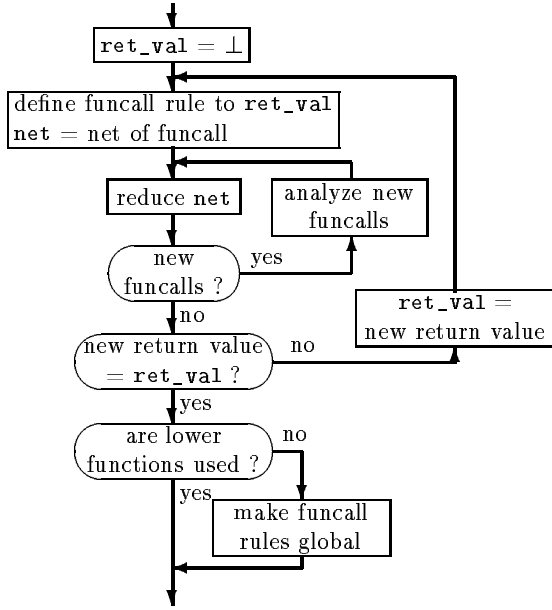 ret_val = ⊥
define funcall rule to ret_val
net = net of funcall
reduce net
analyze new
funcalls
new
funcalls ?
yes
no
ret_val =
new return value
new return value
= ret_val ?
no
yes
are lower
functions used ?
no
yes
make funcall
rules global